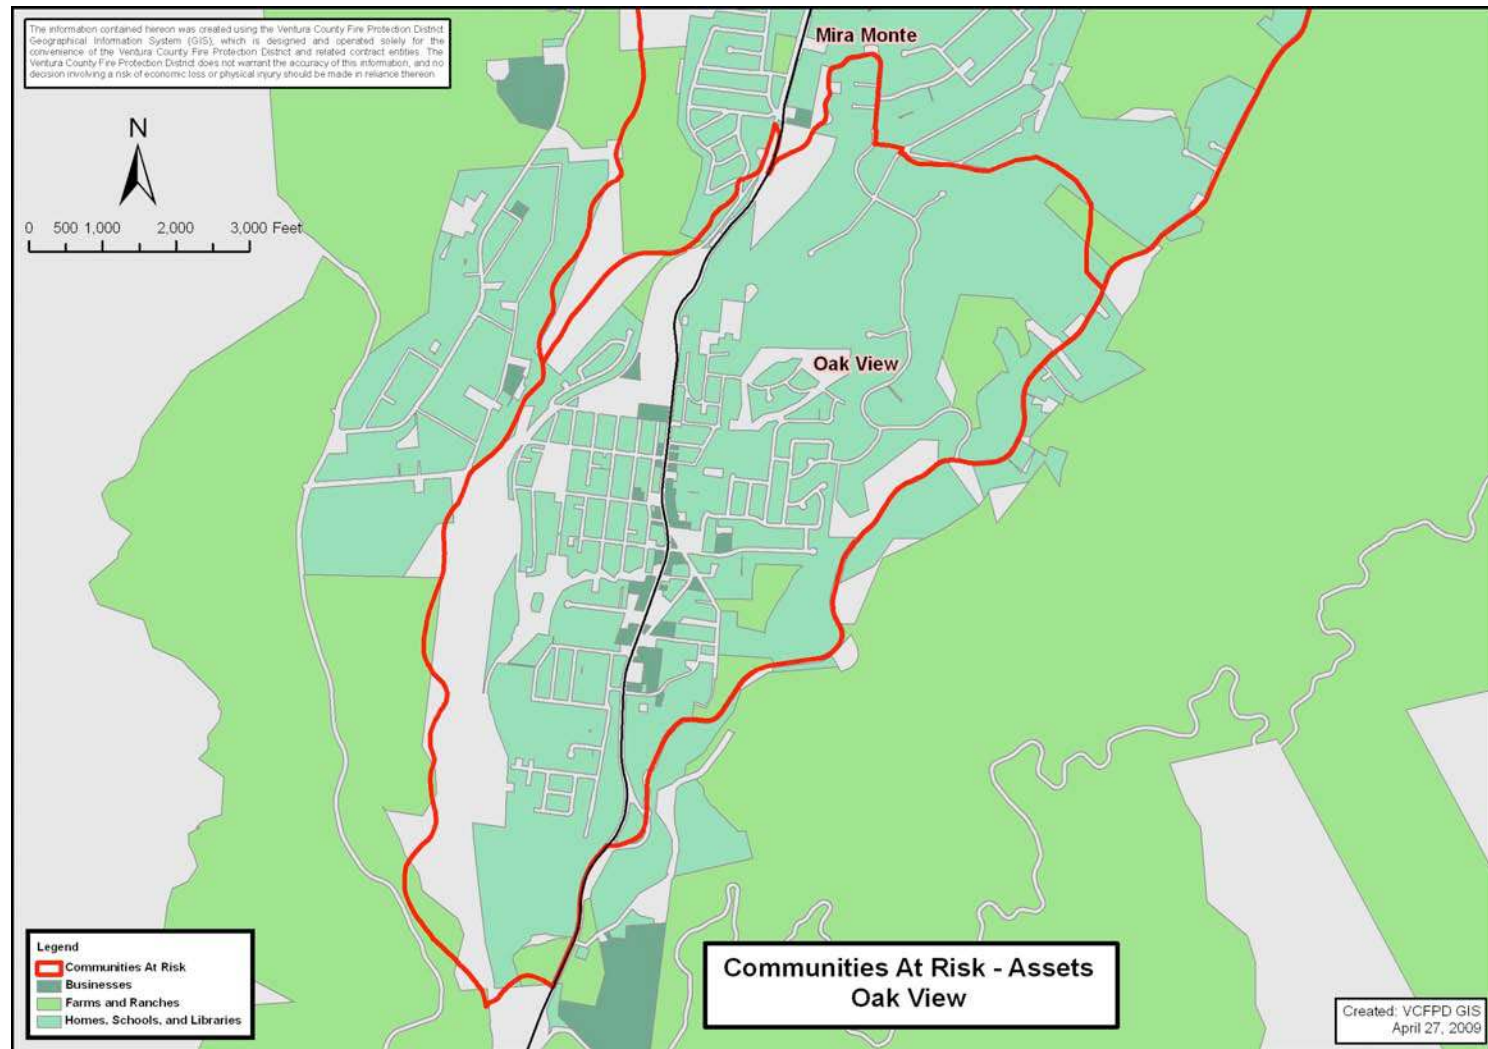 The information contained hereon was created using the Ventura County Fire Protection District
Geographical Information System (GIS), which is designed and operated solely for the
convenience of the Ventura County Fire Protection District and related contract entities. The
Ventura County Fire Protection District does not warrant the accuracy of this information, and no
decision involving a risk of economic loss or physical injury should be made in reliance thereon.
Mira Monte
N
0 500 1,000 2,000 3,000 Feet
Oak View
Legend
Communities At Risk
Businesses
Farms and Ranches
Homes, Schools, and Libraries
Communities At Risk - Assets
Oak View
Created: VCFPD GIS
April 27, 2009